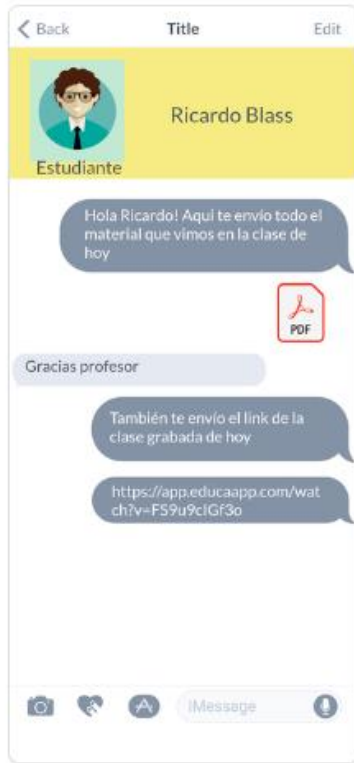 Back Title Edit
Ricardo Blass
Estudiante
Hola Ricardo! Aqui te envio todo el
material que vimos en la clase de
hoy
PDF
Gracias profesor
También te envío el link de la
clase grabada de hoy
https://app.educaapp.com/wat
ch?v=FS9u9clGf3o
iMessage